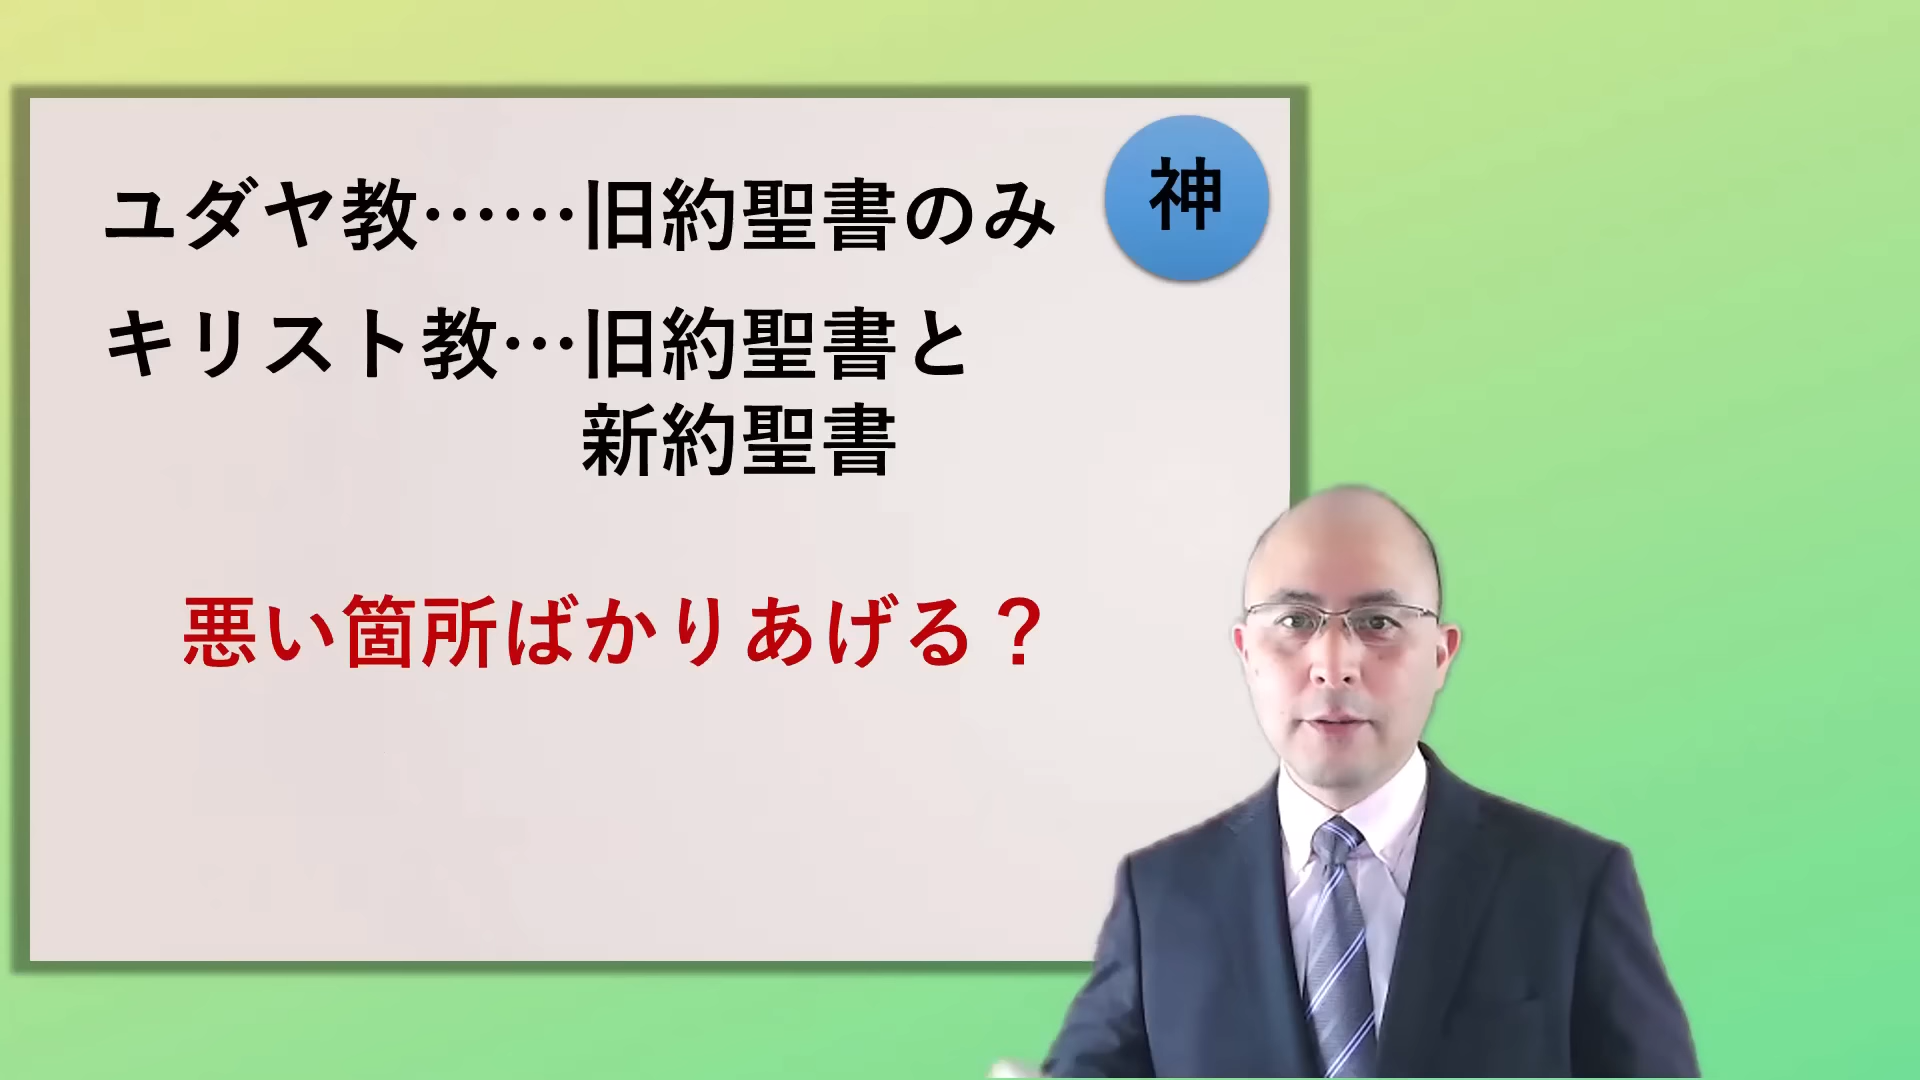 ユダヤ教……旧約聖書のみ
神
キリスト教…旧約聖書と
新約聖書
悪い箇所ばかりあげる？